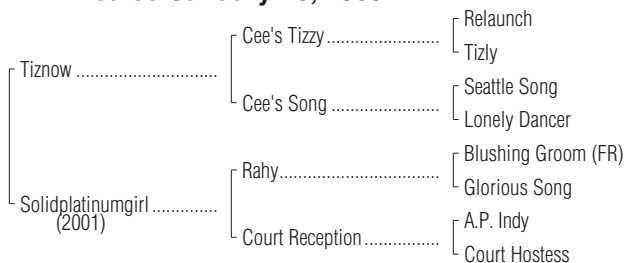 Relaunch
Cee's Tizzy
Tizly
Tiznow
Seattle Song
Cee's Song
Lonely Dancer
Blushing Groom (FR)
Rahy
Glorious Song
Solidplatinumgirl
(2001)
A.P. Indy
Court Reception
Court Hostess